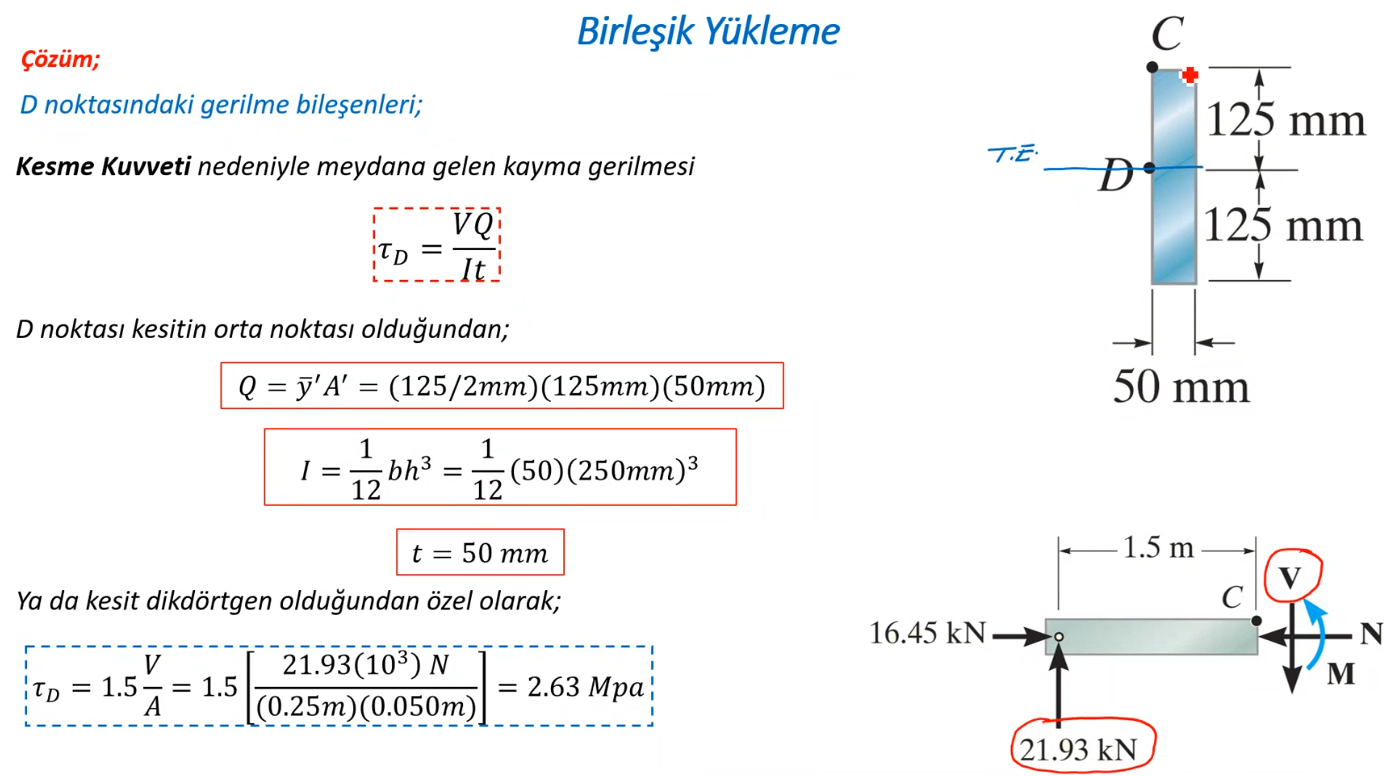 Birleşik Yükleme
Çözüm;
D noktasındaki gerilme bileşenleri;
Kesme Kuvveti nedeniyle meydana gelen kayma gerilmesi
τ_D = VQ/It
D noktası kesitin orta noktası olduğundan;
Q = ȳ′A′ = (125/2mm)(125mm)(50mm)
I = 1/12 bh³ = 1/12 (50)(250mm)³
t = 50 mm
Ya da kesit dikdörtgen olduğundan özel olarak;
τ_D = 1.5 V/A = 1.5 [21.93(10³) N / (0.25m)(0.050m)] = 2.63 Mpa
C
125 mm
T.E.
D
125 mm
50 mm
1.5 m
V
C
16.45 kN
N
M
21.93 kN